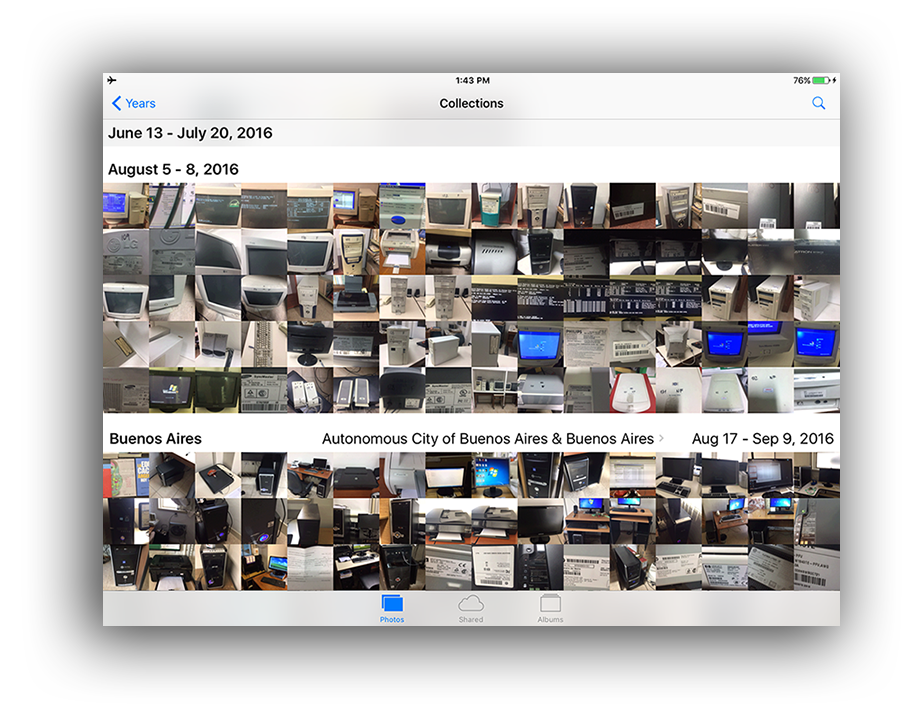 1:43 PM
76%
Years
Collections
June 13 - July 20, 2016
August 5 - 8, 2016
LG
Buenos Aires
Autonomous City of Buenos Aires & Buenos Aires
Aug 17 - Sep 9, 2016
Photos
Shared
Albums